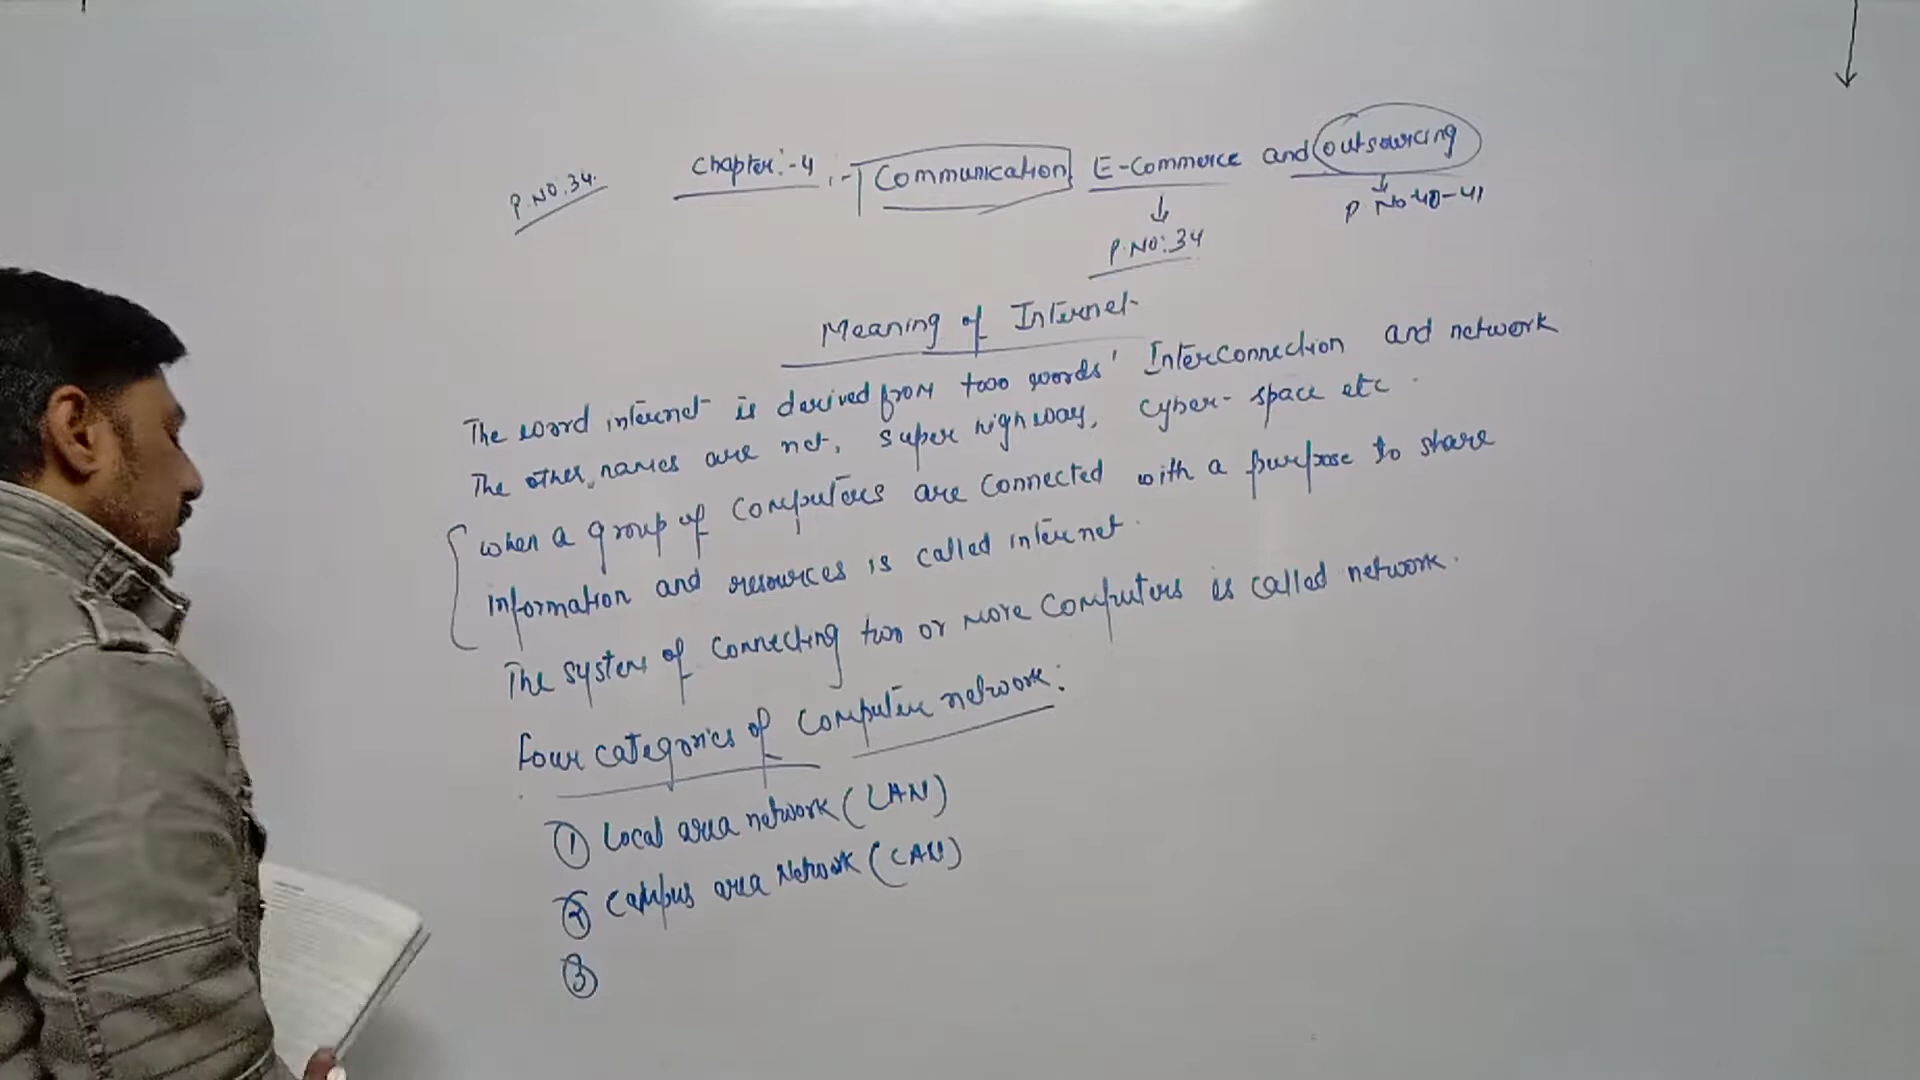 P.NO:34. Chapter:-4 :- Communication E-Commerce and outsourcing
P.NO:34
P. No 40-41
Meaning of Internet
The word internet is derived from two words' Interconnection and network
The other names are net, super highway, cyber-space etc.
When a group of computers are connected with a purpose to share
information and resources is called internet.
The system of connecting two or more computers is called network.
Four categories of computer network:
① Local area network (LAN)
② Campus area Network (CAN)
③